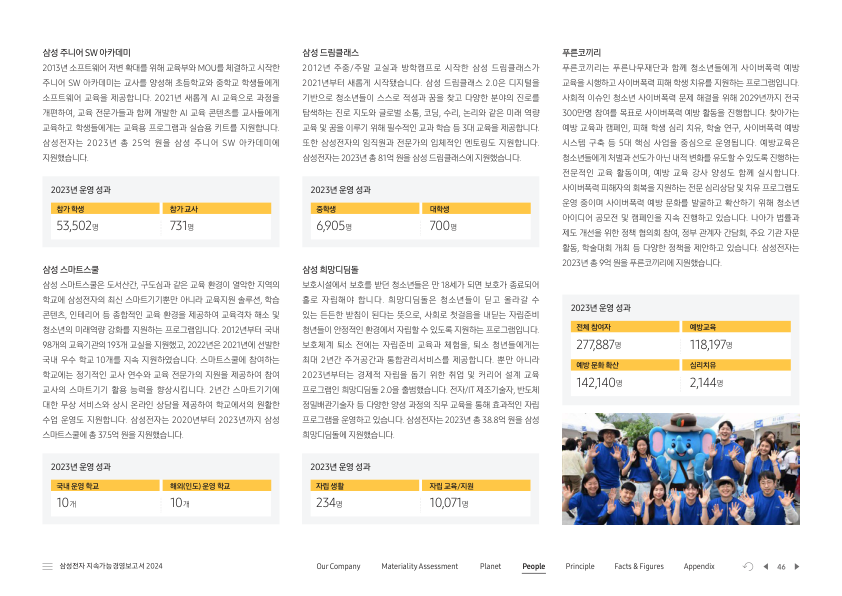 삼성 주니어 SW 아카데미
2013년 소프트웨어 저변 확대를 위해 교육부와 MOU를 체결하고 시작한
주니어 SW 아카데미는 교사를 양성해 초등학교와 중학교 학생들에게
소프트웨어 교육을 제공합니다. 2021년 새롭게 AI 교육으로 과정을
개편하여, 교육 전문가들과 함께 개발한 AI 교육 콘텐츠를 교사들에게
교육하고 학생들에게는 교육용 프로그램과 실습용 키트를 지원합니다.
삼성전자는 2023년 총 25억 원을 삼성 주니어 SW 아카데미에
지원했습니다.
2023년 운영 성과
참가 학생
53,502명
참가 교사
731명
삼성 스마트스쿨
삼성 스마트스쿨은 도서산간, 구도심과 같은 교육 환경이 열악한 지역의
학교에 삼성전자의 최신 스마트기기뿐만 아니라 교육지원 솔루션, 학습
콘텐츠, 인테리어 등 종합적인 교육 환경을 제공하여 교육격차 해소 및
청소년의 미래역량 강화를 지원하는 프로그램입니다. 2012년부터 국내
98개의 교육기관의 193개 교실을 지원했고, 2022년은 2021년에 선발한
국내 우수 학교 10개를 지속 지원하였습니다. 스마트스쿨에 참여하는
학교에는 정기적인 교사 연수와 교육 전문가의 지원을 제공하여 참여
교사의 스마트기기 활용 능력을 향상시킵니다. 2년간 스마트기기에
대한 무상 서비스와 상시 온라인 상담을 제공하여 학교에서의 원활한
수업 운영도 지원합니다. 삼성전자는 2020년부터 2023년까지 삼성
스마트스쿨에 총 37.5억 원을 지원했습니다.
2023년 운영 성과
국내 운영 학교
10개
해외(인도) 운영 학교
10개
삼성 드림클래스
2012년 주중/주말 교실과 방학캠프로 시작한 삼성 드림클래스가
2021년부터 새롭게 시작됐습니다. 삼성 드림클래스 2.0은 디지털을
기반으로 청소년들이 스스로 적성과 꿈을 찾고 다양한 분야의 진로를
탐색하는 진로 지도와 글로벌 소통, 코딩, 수리, 논리와 같은 미래 역량
교육 및 꿈을 이루기 위해 필수적인 교과 학습 등 3대 교육을 제공합니다.
또한 삼성전자의 임직원과 전문가의 입체적인 멘토링도 지원합니다.
삼성전자는 2023년 총 81억 원을 삼성 드림클래스에 지원했습니다.
2023년 운영 성과
중학생
6,905명
대학생
700명
삼성 희망디딤돌
보호시설에서 보호를 받던 청소년들은 만 18세가 되면 보호가 종료되어
홀로 자립해야 합니다. 희망디딤돌은 청소년들이 딛고 올라갈 수
있는 든든한 받침이 된다는 뜻으로, 사회로 첫걸음을 내딛는 자립준비
청년들이 안정적인 환경에서 자립할 수 있도록 지원하는 프로그램입니다.
보호체계 퇴소 전에는 자립준비 교육과 체험을, 퇴소 청년들에게는
최대 2년간 주거공간과 통합관리서비스를 제공합니다. 뿐만 아니라
2023년부터는 경제적 자립을 돕기 위한 취업 및 커리어 설계 교육
프로그램인 희망디딤돌 2.0을 출범했습니다. 전자/IT 제조기술자, 반도체
정밀배관기술자 등 다양한 양성 과정의 직무 교육을 통해 효과적인 자립
프로그램을 운영하고 있습니다. 삼성전자는 2023년 총 38.8억 원을 삼성
희망디딤돌에 지원했습니다.
2023년 운영 성과
자립 생활
234명
자립 교육/지원
10,071명
푸른코끼리
푸른코끼리는 푸른나무재단과 함께 청소년들에게 사이버폭력 예방
교육을 시행하고 사이버폭력 피해 학생 치유를 지원하는 프로그램입니다.
사회적 이슈인 청소년 사이버폭력 문제 해결을 위해 2029년까지 전국
300만명 참여를 목표로 사이버폭력 예방 활동을 진행합니다. 찾아가는
예방 교육과 캠페인, 피해 학생 심리 치유, 학술 연구, 사이버폭력 예방
시스템 구축 등 5대 핵심 사업을 중심으로 운영됩니다. 예방교육은
청소년들에게 처벌과 선도가 아닌 내적 변화를 유도할 수 있도록 진행하는
전문적인 교육 활동이며, 예방 교육 강사 양성도 함께 실시합니다.
사이버폭력 피해자의 회복을 지원하는 전문 심리상담 및 치유 프로그램도
운영 중이며 사이버폭력 예방 문화를 발굴하고 확산하기 위해 청소년
아이디어 공모전 및 캠페인을 지속 진행하고 있습니다. 나아가 법률과
제도 개선을 위한 정책 협의회 참여, 정부 관계자 간담회, 주요 기관 자문
활동, 학술대회 개최 등 다양한 정책을 제안하고 있습니다. 삼성전자는
2023년 총 9억 원을 푸른코끼리에 지원했습니다.
2023년 운영 성과
전체 참여자
277,887명
예방교육
118,197명
예방 문화 확산
142,140명
심리치유
2,144명
삼성전자 지속가능경영보고서 2024
Our Company
Materiality Assessment
Planet
People
Principle
Facts & Figures
Appendix
46